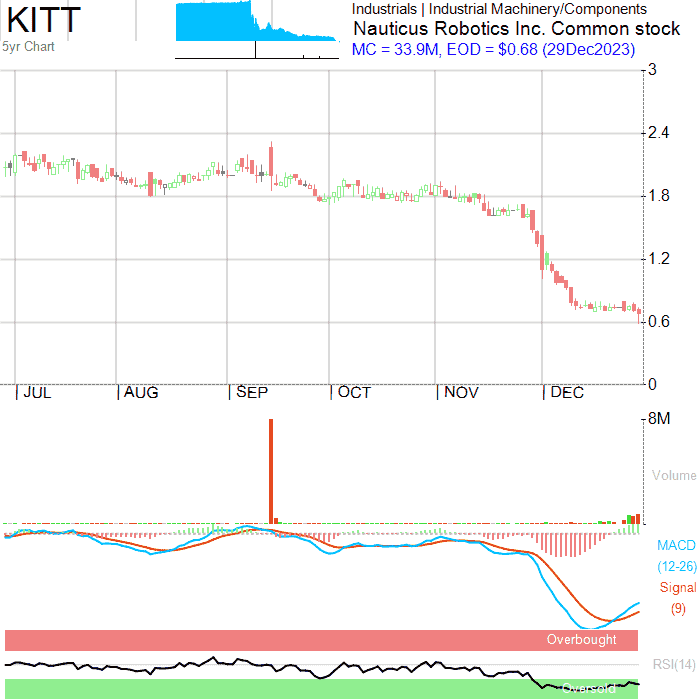 KITT
5yr Chart
Industrials | Industrial Machinery/Components
Nauticus Robotics Inc. Common stock
MC = 33.9M, EOD = $0.68 (29Dec2023)
3
2.4
1.8
1.2
0.6
0
JUL AUG SEP OCT NOV DEC
8M
Volume
MACD
(12-26)
Signal
(9)
Overbought
RSI(14)
Oversold